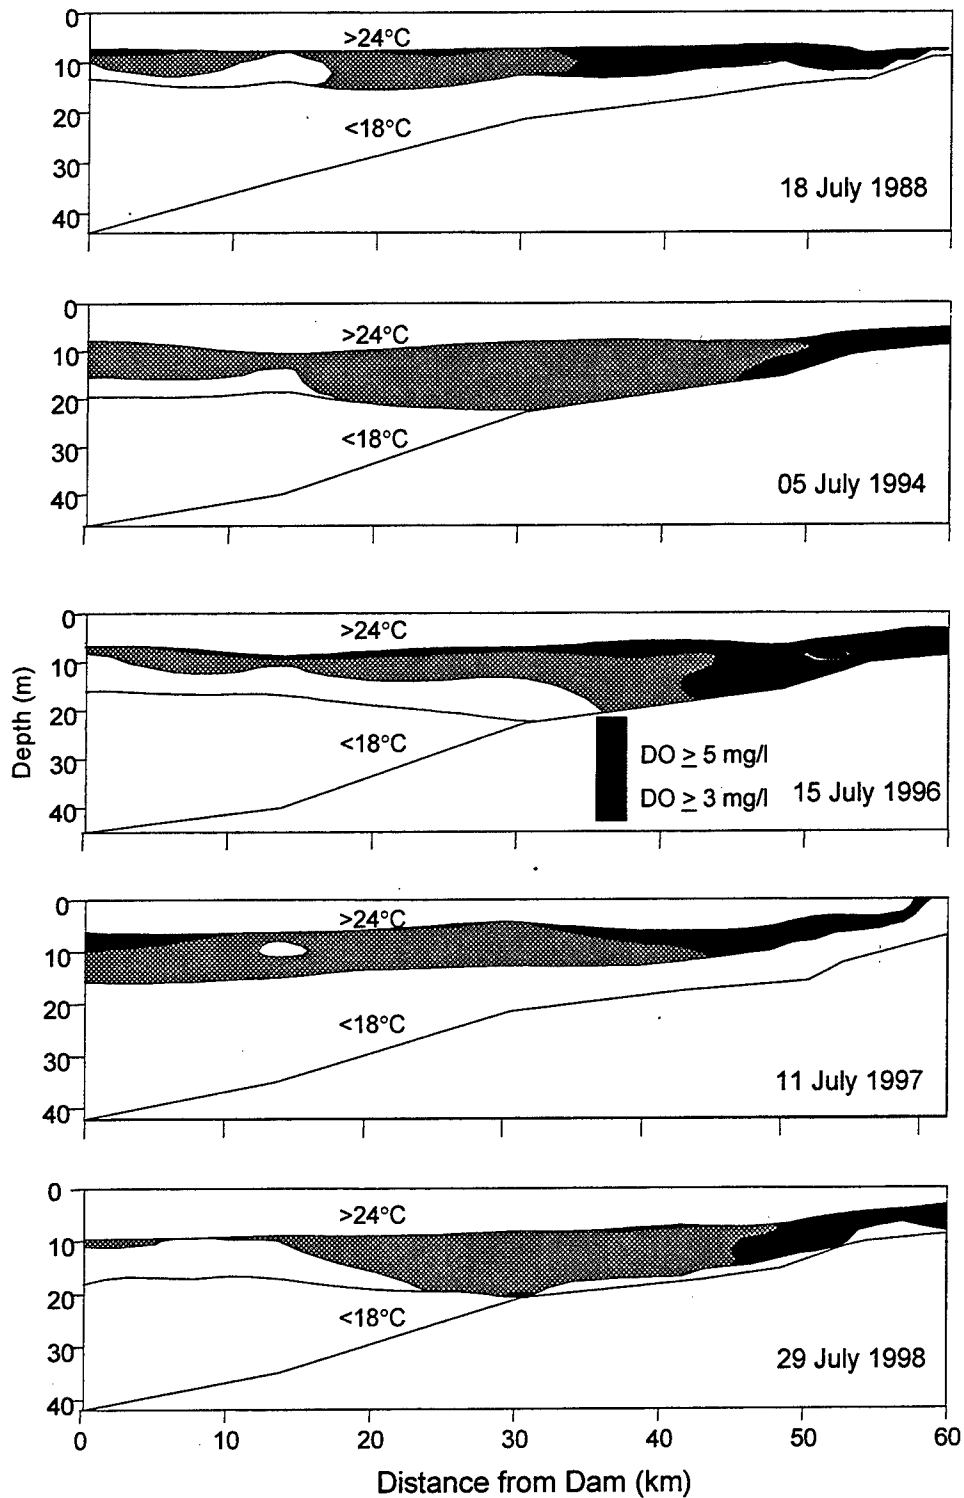 0
10
20
30
40
>24°C
<18°C
18 July 1988
0
10
20
30
40
>24°C
<18°C
05 July 1994
Depth (m)
0
10
20
30
40
>24°C
<18°C
DO ≥ 5 mg/l
DO ≥ 3 mg/l
15 July 1996
0
10
20
30
40
>24°C
<18°C
11 July 1997
0
10
20
30
40
>24°C
<18°C
29 July 1998
0 10 20 30 40 50 60
Distance from Dam (km)